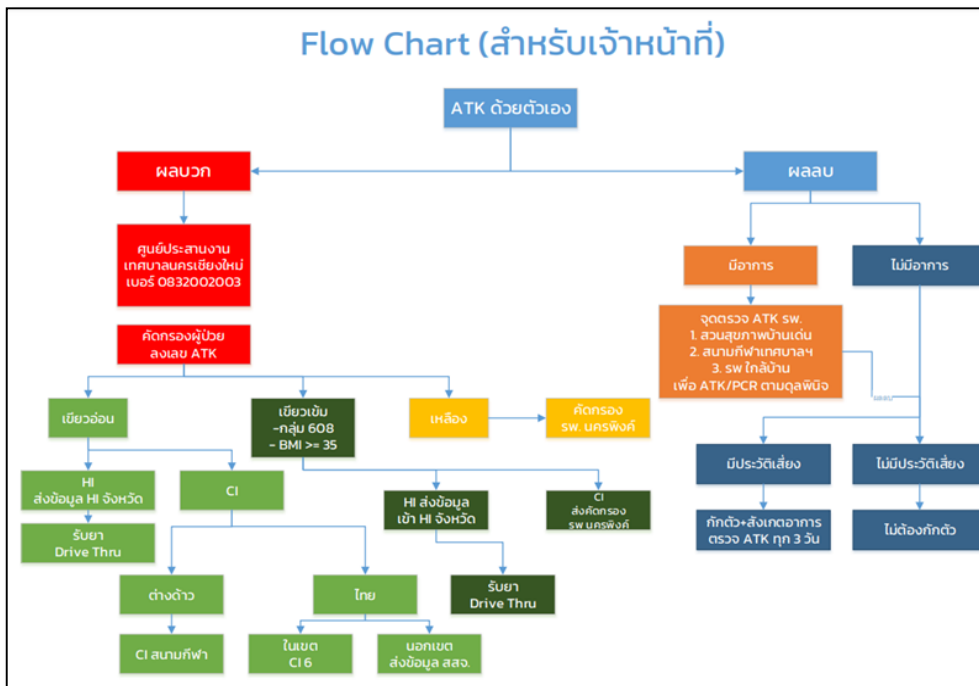 Flow Chart (สำหรับเจ้าหน้าที่)
ATK ด้วยตัวเอง
ผลบวก
ผลลบ
ศูนย์ประสานงาน
เทศบาลนครเชียงใหม่
เบอร์ 0832002003
มีอาการ
ไม่มีอาการ
คัดกรองผู้ป่วย
ลงเลข ATK
จุดตรวจ ATK รพ.
1. สวนสุขภาพบ้านเด่น
2. สนามกีฬาเทศบาลฯ
3. รพ ใกล้บ้าน
เพื่อ ATK/PCR ตามดุลพินิจ
เขียวอ่อน
เขียวเข้ม
-กลุ่ม 608
- BMI >= 35
เหลือง
คัดกรอง
รพ. นครพิงค์
HI
ส่งข้อมูล HI จังหวัด
CI
HI ส่งข้อมูล
เข้า HI จังหวัด
CI
ส่งคัดกรอง
รพ นครพิงค์
มีประวัติเสี่ยง
ไม่มีประวัติเสี่ยง
รับยา
Drive Thru
กักตัว+สังเกตอาการ
ตรวจ ATK ทุก 3 วัน
ไม่ต้องกักตัว
ต่างด้าว
ไทย
รับยา
Drive Thru
CI สนามกีฬา
ในเขต
CI 6
นอกเขต
ส่งข้อมูล สสจ.